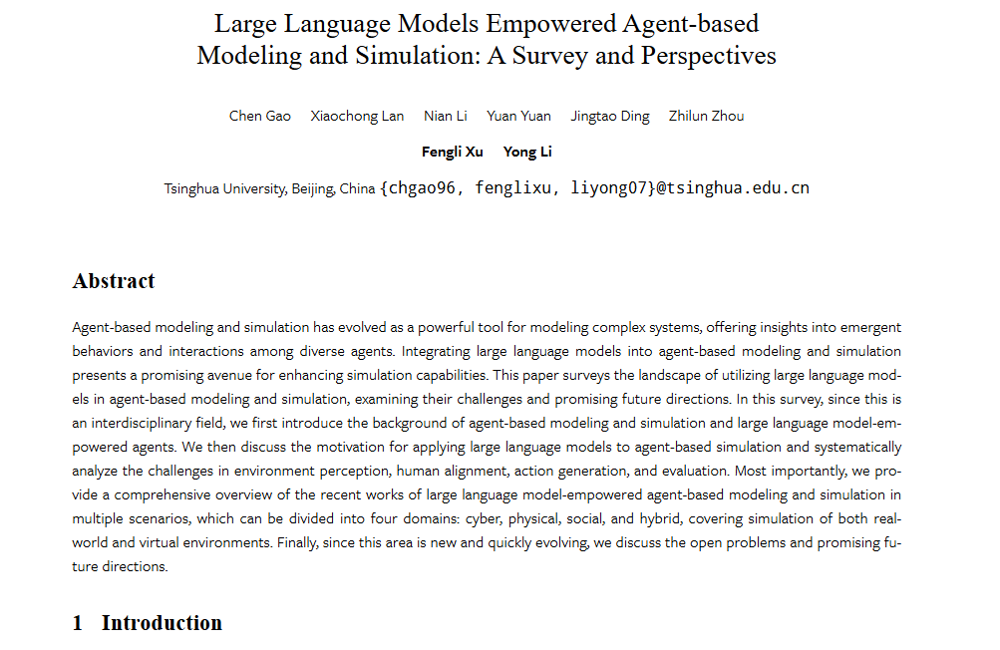 Large Language Models Empowered Agent-based
Modeling and Simulation: A Survey and Perspectives
Chen Gao Xiaochong Lan Nian Li Yuan Yuan Jingtao Ding Zhilun Zhou
Fengli Xu Yong Li
Tsinghua University, Beijing, China {chgao96, fenglixu, liyong07}@tsinghua.edu.cn
Abstract
Agent-based modeling and simulation has evolved as a powerful tool for modeling complex systems, offering insights into emergent
behaviors and interactions among diverse agents. Integrating large language models into agent-based modeling and simulation
presents a promising avenue for enhancing simulation capabilities. This paper surveys the landscape of utilizing large language mod-
els in agent-based modeling and simulation, examining their challenges and promising future directions. In this survey, since this is
an interdisciplinary field, we first introduce the background of agent-based modeling and simulation and large language model-em-
powered agents. We then discuss the motivation for applying large language models to agent-based simulation and systematically
analyze the challenges in environment perception, human alignment, action generation, and evaluation. Most importantly, we pro-
vide a comprehensive overview of the recent works of large language model-empowered agent-based modeling and simulation in
multiple scenarios, which can be divided into four domains: cyber, physical, social, and hybrid, covering simulation of both real-
world and virtual environments. Finally, since this area is new and quickly evolving, we discuss the open problems and promising fu-
ture directions.
1 Introduction